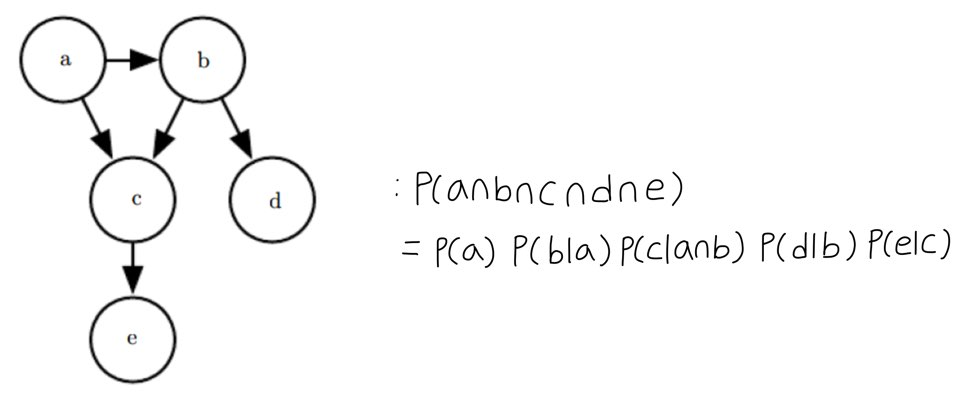 a
b
c
d
e
: P(a∩b∩c∩d∩e)
= P(a) P(b|a) P(c|a∩b) P(d|b) P(e|c)